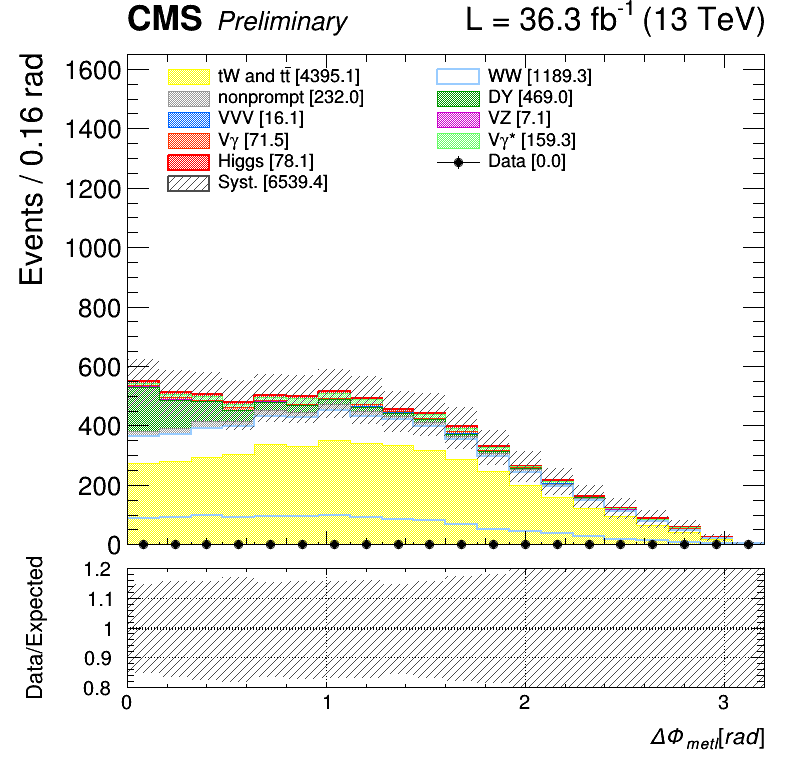 CMS Preliminary L = 36.3 fb⁻¹ (13 TeV)
Events / 0.16 rad
1600
1400
1200
1000
800
600
400
200
0
tW and tt̄ [4395.1]
nonprompt [232.0]
VVV [16.1]
Vγ [71.5]
Higgs [78.1]
Syst. [6539.4]
WW [1189.3]
DY [469.0]
VZ [7.1]
Vγ* [159.3]
Data [0.0]
Data/Expected
1.2
1.1
1
0.9
0.8
0 1 2 3
ΔΦ metl[rad]